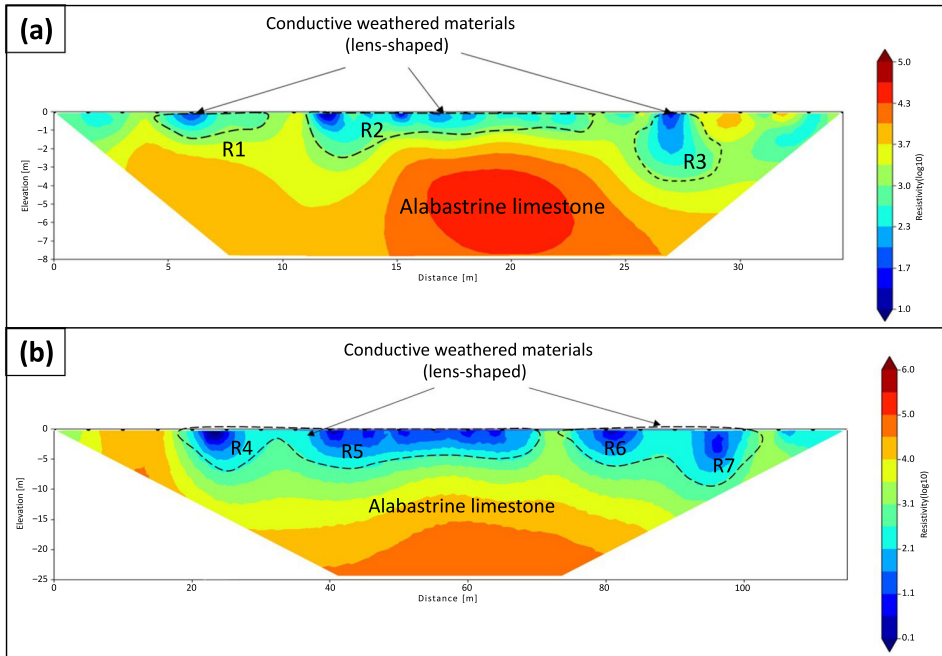 (a)
Conductive weathered materials
(lens-shaped)
0
−1
−2
−3
−4
−5
−6
−7
−8
Elevation [m]
R1
R2
R3
Alabastrine limestone
0
5
10
15
20
25
30
Distance [m]
5.0
4.3
3.7
3.0
2.3
1.7
1.0
Resistivity(log10)
(b)
Conductive weathered materials
(lens-shaped)
0
−5
−10
−15
−20
−25
Elevation [m]
R4
R5
R6
R7
Alabastrine limestone
0
20
40
60
80
100
Distance [m]
6.0
5.0
4.0
3.1
2.1
1.1
0.1
Resistivity(log10)